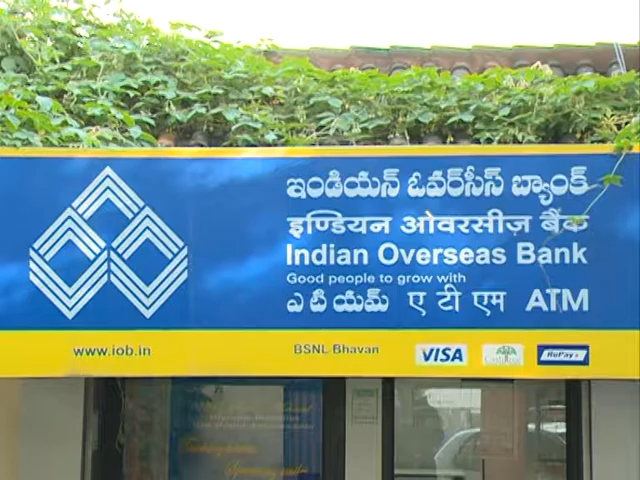 ఇండియన్ ఓవర్‌సీస్ బ్యాంక్
इण्डियन ओवरसीज़ बैंक
Indian Overseas Bank
Good people to grow with
ఎ టి యమ్ ए टी एम ATM
www.iob.in BSNL Bhavan VISA RuPay